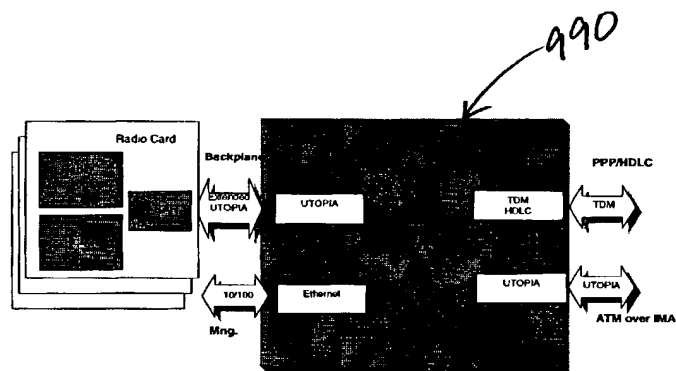 990
Radio Card
Backplane
PPP/HDLC
Extended
UTOPIA
UTOPIA
TDM
HDLC
TDM
10/100
Ethernet
UTOPIA
UTOPIA
Mng.
ATM over IMA